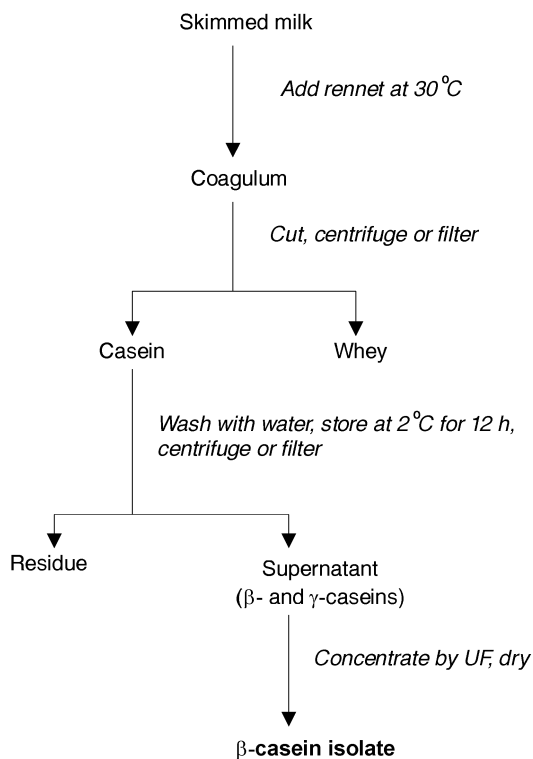 Skimmed milk
Add rennet at 30°C
Coagulum
Cut, centrifuge or filter
Casein
Whey
Wash with water, store at 2°C for 12 h,
centrifuge or filter
Residue
Supernatant
(β- and γ-caseins)
Concentrate by UF, dry
β-casein isolate